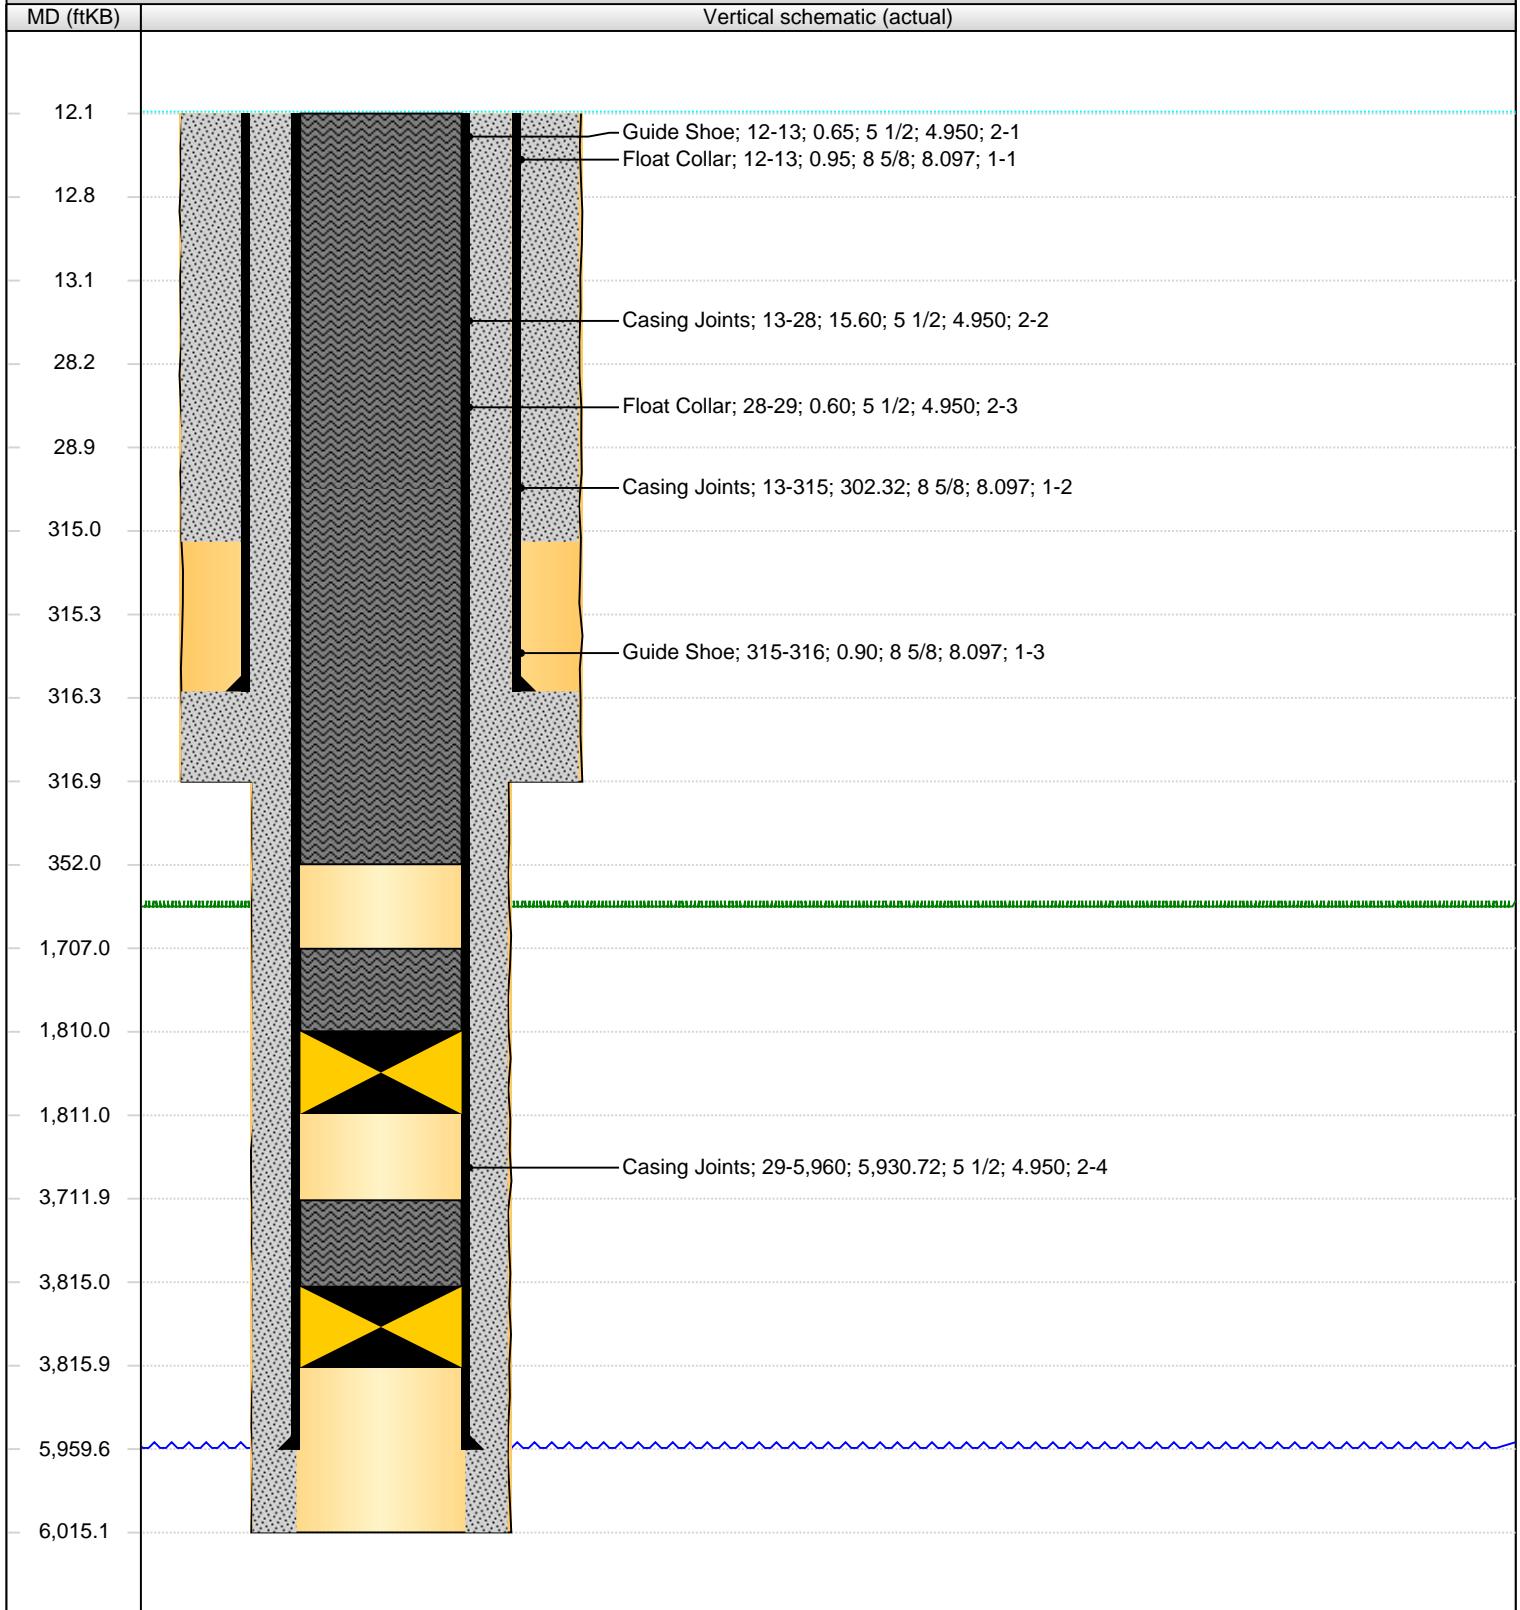 MD (ftKB)
Vertical schematic (actual)
12.1
Guide Shoe; 12-13; 0.65; 5 1/2; 4.950; 2-1
Float Collar; 12-13; 0.95; 8 5/8; 8.097; 1-1
12.8
13.1
Casing Joints; 13-28; 15.60; 5 1/2; 4.950; 2-2
28.2
Float Collar; 28-29; 0.60; 5 1/2; 4.950; 2-3
28.9
Casing Joints; 13-315; 302.32; 8 5/8; 8.097; 1-2
315.0
315.3
Guide Shoe; 315-316; 0.90; 8 5/8; 8.097; 1-3
316.3
316.9
352.0
1,707.0
1,810.0
1,811.0
Casing Joints; 29-5,960; 5,930.72; 5 1/2; 4.950; 2-4
3,711.9
3,815.0
3,815.9
5,959.6
6,015.1